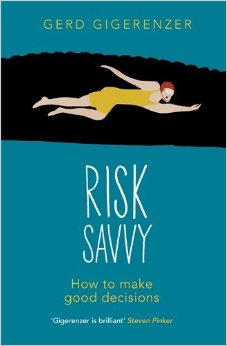 GERD GIGERENZER
RISK
SAVVY
How to make
good decisions
‘Gigerenzer is brilliant’ Steven Pinker